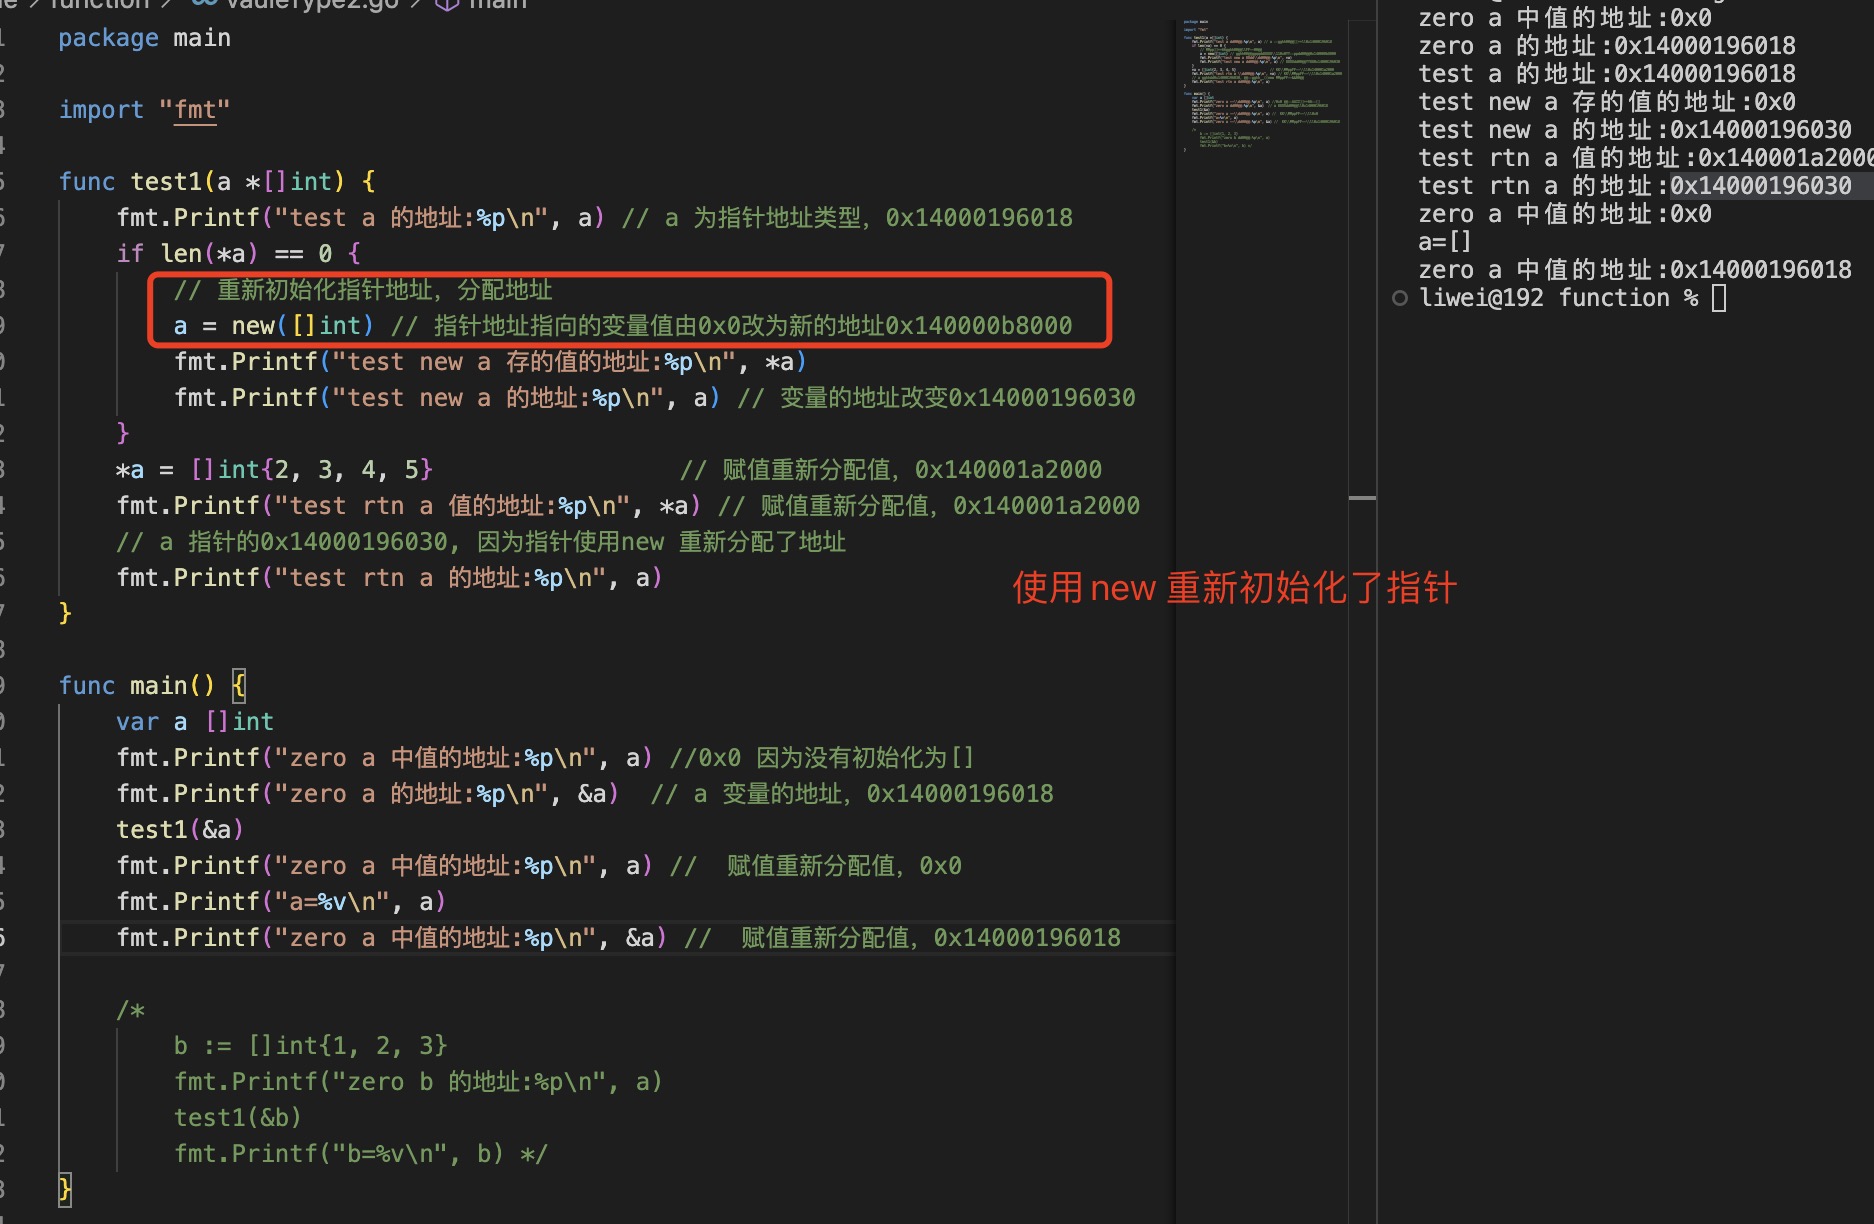 function > vadleType2.go > main
package main
import "fmt"
func test1(a *[]int) {
fmt.Printf("test a 的地址:%p\n", a) // a 为指针地址类型，0x14000196018
if len(*a) == 0 {
// 重新初始化指针地址，分配地址
a = new([]int) // 指针地址指向的变量值由0x0改为新的地址0x140000b8000
fmt.Printf("test new a 存的值的地址:%p\n", *a)
fmt.Printf("test new a 的地址:%p\n", a) // 变量的地址改变0x14000196030
}
*a = []int{2, 3, 4, 5} // 赋值重新分配值，0x140001a2000
fmt.Printf("test rtn a 值的地址:%p\n", *a) // 赋值重新分配值，0x140001a2000
// a 指针的0x14000196030, 因为指针使用new 重新分配了地址
fmt.Printf("test rtn a 的地址:%p\n", a)
}
使用new 重新初始化了指针
func main() {
var a []int
fmt.Printf("zero a 中值的地址:%p\n", a) //0x0 因为没有初始化为[]
fmt.Printf("zero a 的地址:%p\n", &a) // a 变量的地址，0x14000196018
test1(&a)
fmt.Printf("zero a 中值的地址:%p\n", a) // 赋值重新分配值，0x0
fmt.Printf("a=%v\n", a)
fmt.Printf("zero a 中值的地址:%p\n", &a) // 赋值重新分配值，0x14000196018
/*
b := []int{1, 2, 3}
fmt.Printf("zero b 的地址:%p\n", a)
test1(&b)
fmt.Printf("b=%v\n", b) */
}
zero a 中值的地址:0x0
zero a 的地址:0x14000196018
test a 的地址:0x14000196018
test new a 存的值的地址:0x0
test new a 的地址:0x14000196030
test rtn a 值的地址:0x140001a2000
test rtn a 的地址:0x14000196030
zero a 中值的地址:0x0
a=[]
zero a 中值的地址:0x14000196018
liwei@192 function %